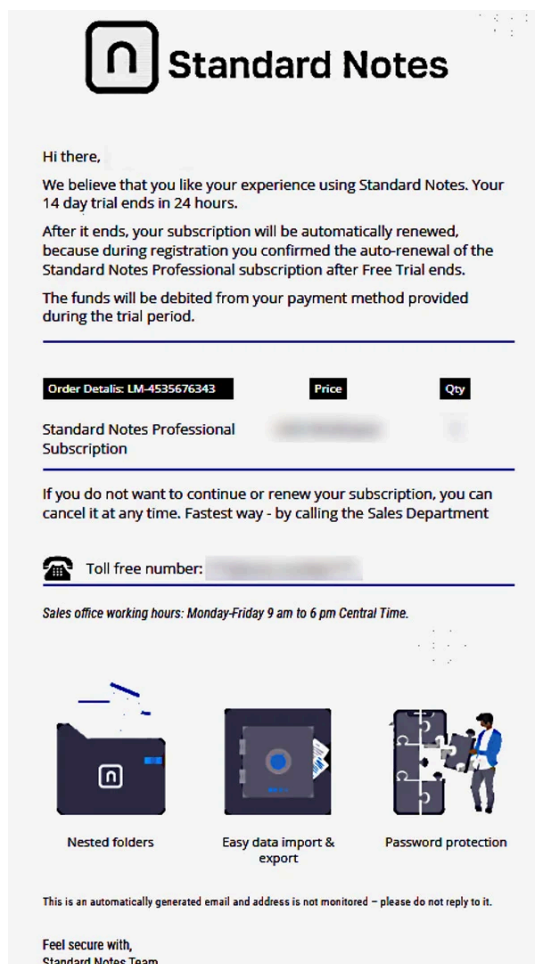 Standard Notes
Hi there,
We believe that you like your experience using Standard Notes. Your
14 day trial ends in 24 hours.
After it ends, your subscription will be automatically renewed,
because during registration you confirmed the auto-renewal of the
Standard Notes Professional subscription after Free Trial ends.
The funds will be debited from your payment method provided
during the trial period.
Order Detalis: LM-4535676343 Price Qty
Standard Notes Professional
Subscription
If you do not want to continue or renew your subscription, you can
cancel it at any time. Fastest way - by calling the Sales Department
Toll free number:
Sales office working hours: Monday-Friday 9 am to 6 pm Central Time.
Nested folders
Easy data import &
export
Password protection
This is an automatically generated email and address is not monitored – please do not reply to it.
Feel secure with,
Standard Notes Team